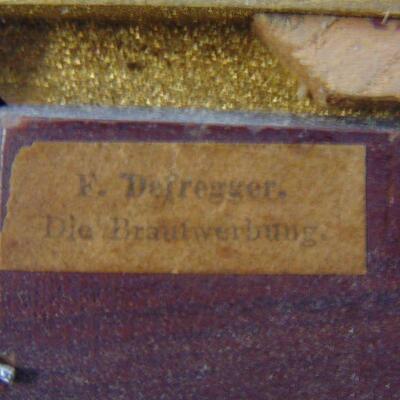 F. Defregger.
Die Brautwerbung.